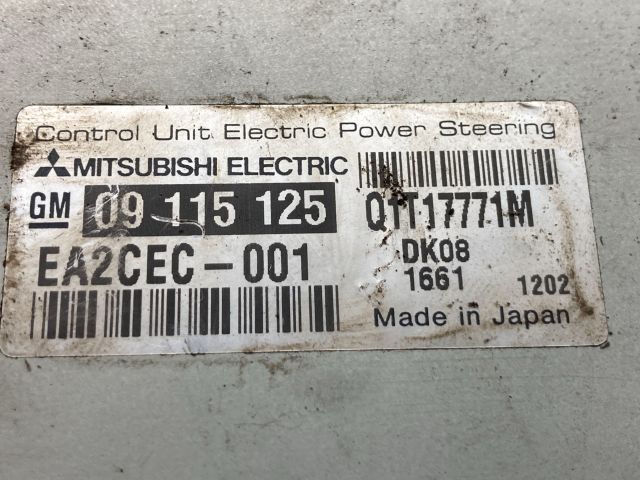 Control Unit Electric Power Steering
MITSUBISHI ELECTRIC
GM 09 115 125
Q1T17771M
EA2CEC-001
DK08
1661 1202
Made in Japan